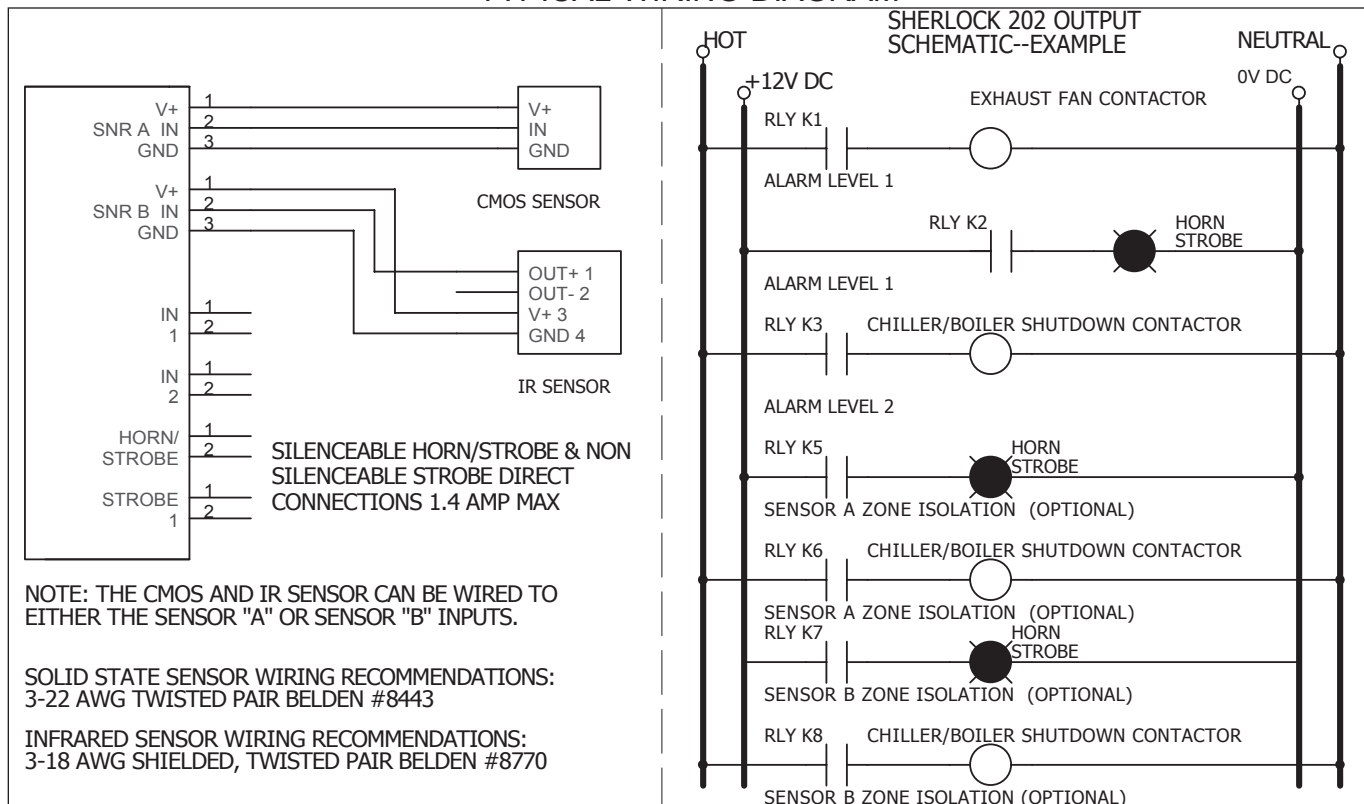 SHERLOCK 202 OUTPUT
SCHEMATIC--EXAMPLE
HOT
NEUTRAL
+12V DC
0V DC
V+ 1
SNR A IN 2
GND 3
V+
IN
GND
CMOS SENSOR
V+ 1
SNR B IN 2
GND 3
OUT+ 1
OUT- 2
V+ 3
GND 4
IR SENSOR
IN 1
1 2
IN 1
2 2
HORN/ 1
STROBE 2
STROBE 1
1 2
SILENCEABLE HORN/STROBE & NON
SILENCEABLE STROBE DIRECT
CONNECTIONS 1.4 AMP MAX
NOTE: THE CMOS AND IR SENSOR CAN BE WIRED TO
EITHER THE SENSOR "A" OR SENSOR "B" INPUTS.
SOLID STATE SENSOR WIRING RECOMMENDATIONS:
3-22 AWG TWISTED PAIR BELDEN #8443
INFRARED SENSOR WIRING RECOMMENDATIONS:
3-18 AWG SHIELDED, TWISTED PAIR BELDEN #8770
EXHAUST FAN CONTACTOR
RLY K1
ALARM LEVEL 1
RLY K2
HORN
STROBE
ALARM LEVEL 1
RLY K3 CHILLER/BOILER SHUTDOWN CONTACTOR
ALARM LEVEL 2
RLY K5
HORN
STROBE
SENSOR A ZONE ISOLATION (OPTIONAL)
RLY K6 CHILLER/BOILER SHUTDOWN CONTACTOR
SENSOR A ZONE ISOLATION (OPTIONAL)
RLY K7
HORN
STROBE
SENSOR B ZONE ISOLATION (OPTIONAL)
RLY K8 CHILLER/BOILER SHUTDOWN CONTACTOR
SENSOR B ZONE ISOLATION (OPTIONAL)